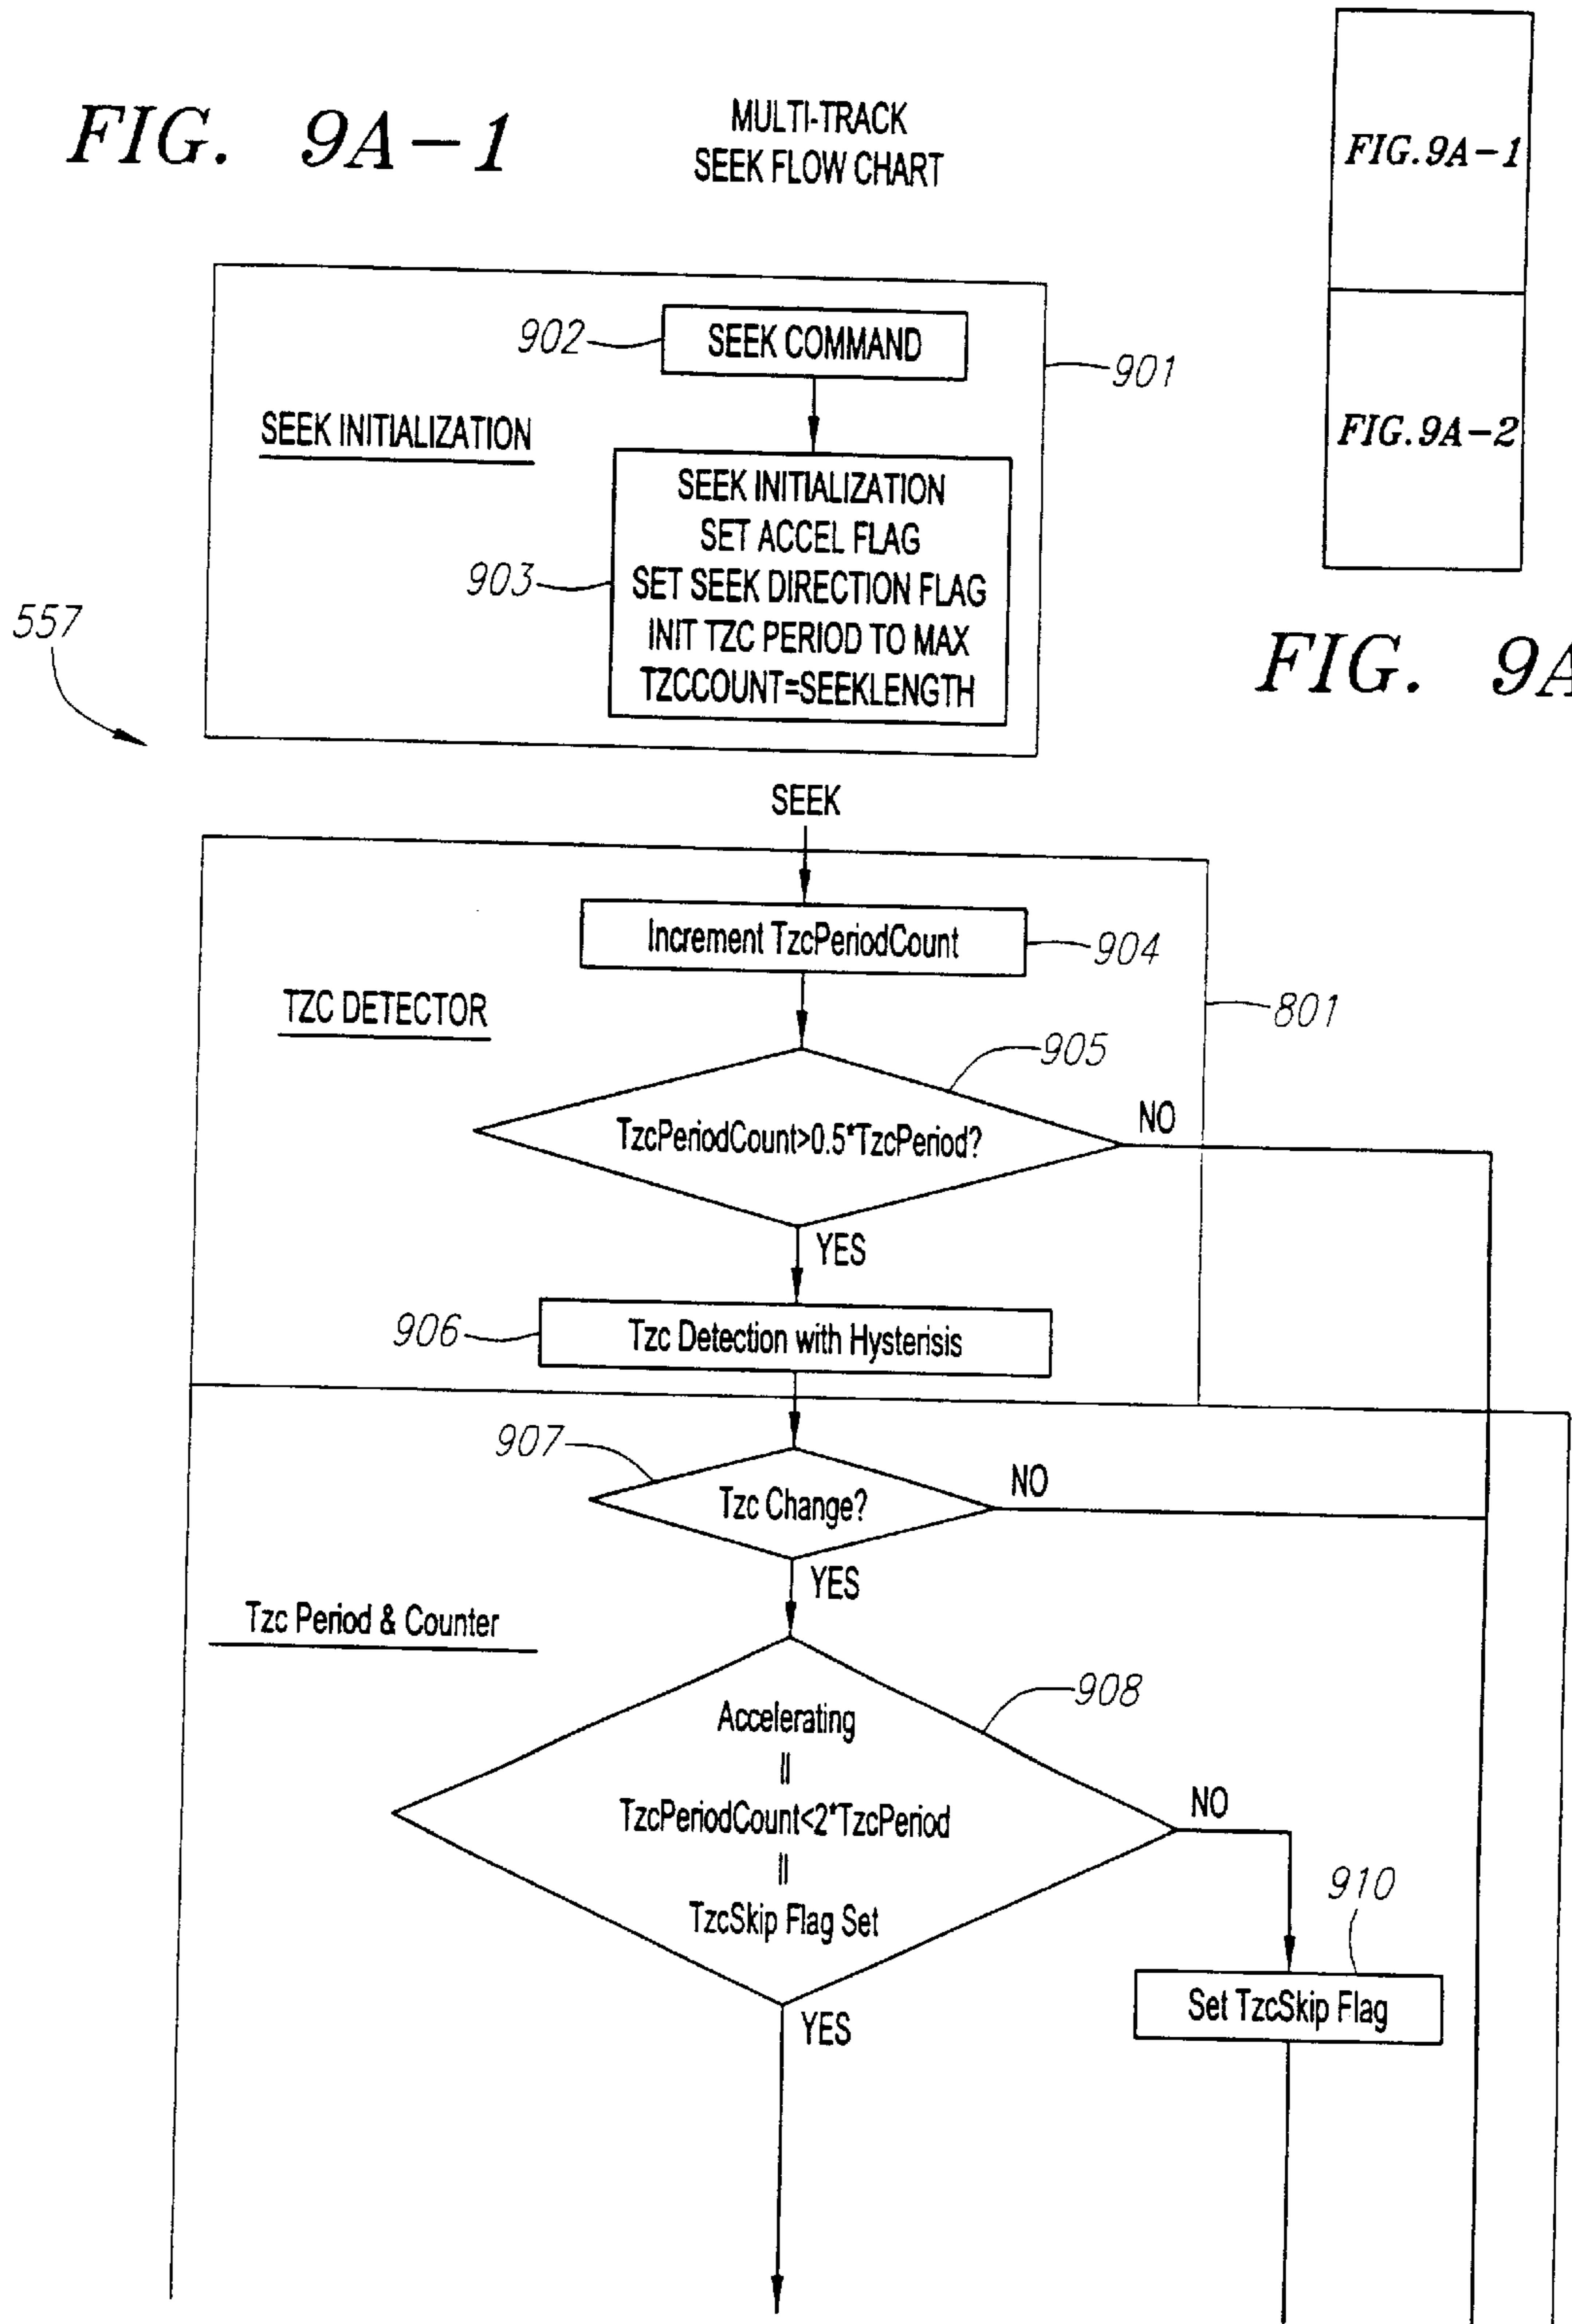 FIG. 9A-1
MULTI-TRACK
SEEK FLOW CHART
FIG.9A-1
FIG.9A-2
FIG. 9A
902
SEEK COMMAND
901
SEEK INITIALIZATION
903
SEEK INITIALIZATION
SET ACCEL FLAG
SET SEEK DIRECTION FLAG
INIT TZC PERIOD TO MAX
TZCCOUNT=SEEKLENGTH
557
SEEK
Increment TzcPeriodCount
904
TZC DETECTOR
801
905
TzcPeriodCount>0.5*TzcPeriod?
NO
YES
906
Tzc Detection with Hysterisis
907
Tzc Change?
NO
YES
Tzc Period & Counter
908
Accelerating
||
TzcPeriodCount<2*TzcPeriod
||
TzcSkip Flag Set
NO
910
Set TzcSkip Flag
YES